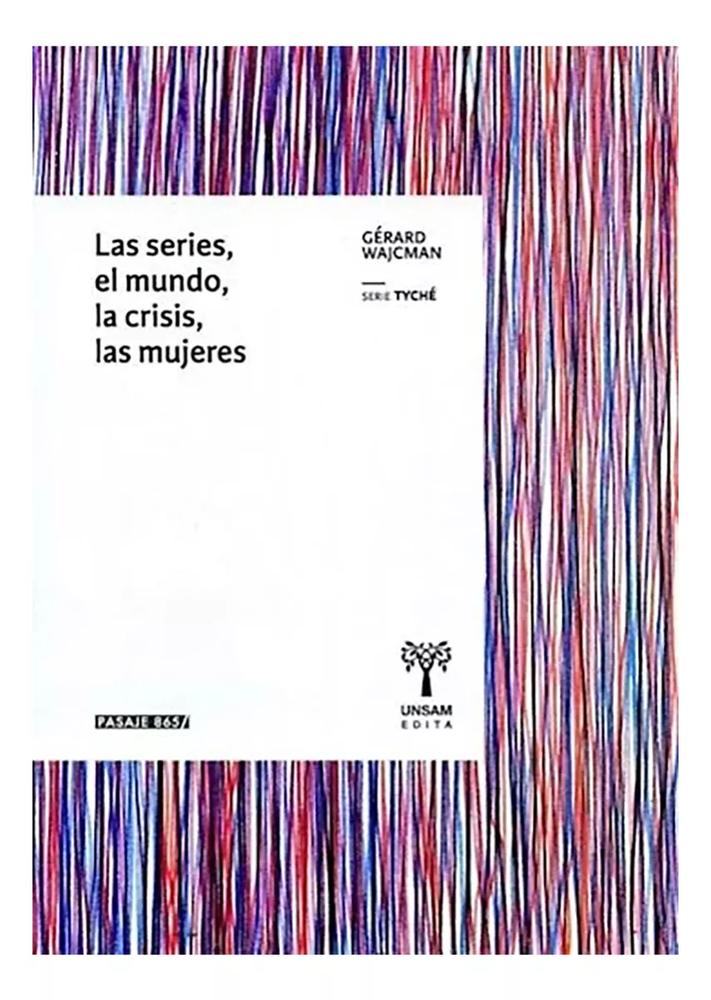 Las series,
el mundo,
la crisis,
las mujeres
GÉRARD
WAJCMAN
SERIE TYCHÉ
PASAJE 865/
UNSAM
EDITA